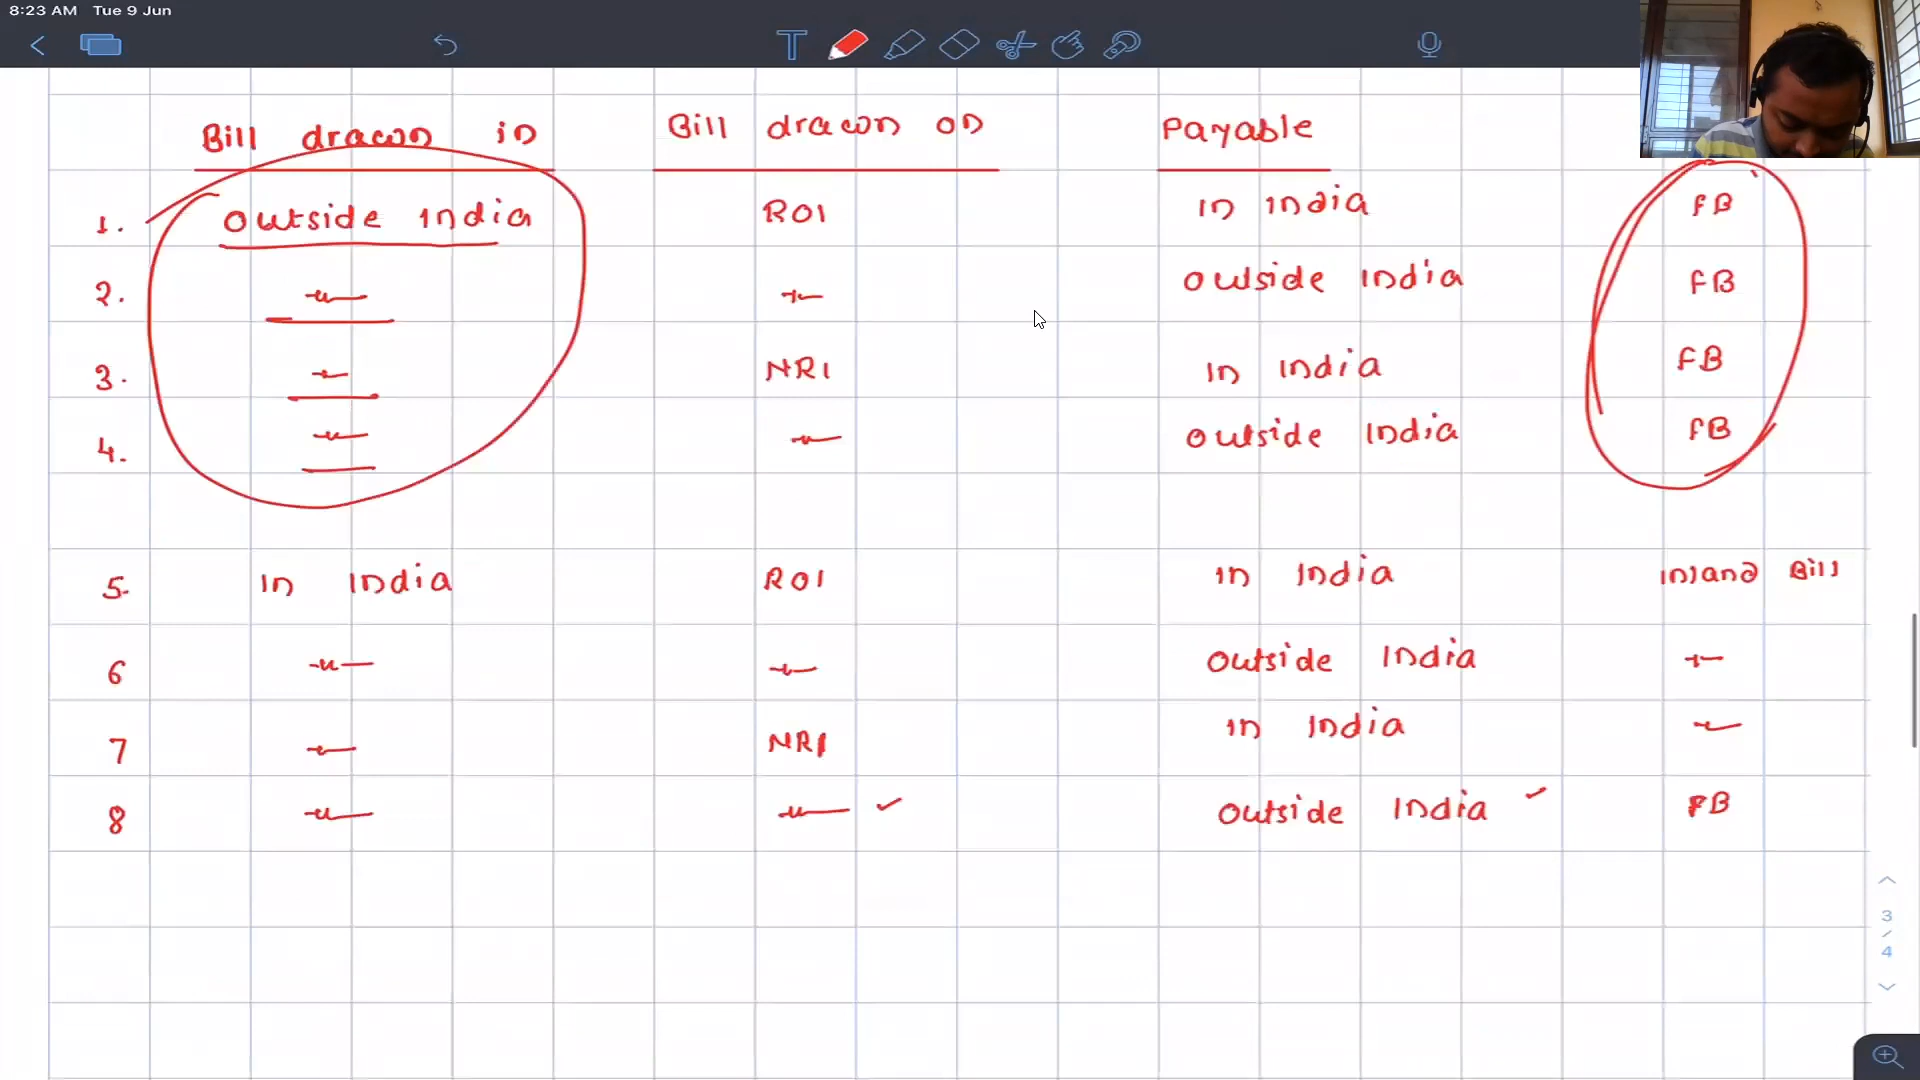 8:23 AM Tue 9 Jun
Bill drawn in Bill drawn on Payable
1. Outside India ROI In India FB
2. -〃- -〃- Outside India FB
3. -〃- NRI In India FB
4. -〃- -〃- Outside India FB
5. In India ROI In India Inland Bill
6 -〃- -〃- Outside India -〃-
7 -〃- NRI In India -〃-
8 -〃- -〃- ✓ Outside India ✓ FB
3
/
4